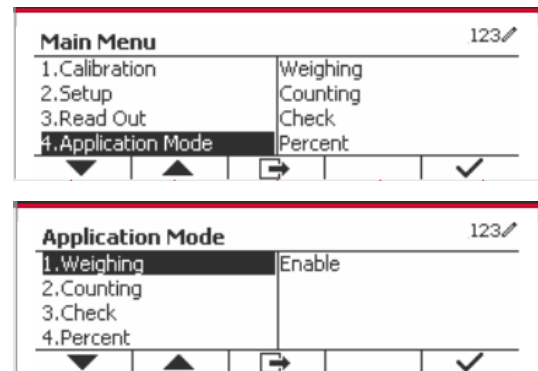 Main Menu 123
1.Calibration Weighing
2.Setup Counting
3.Read Out Check
4.Application Mode Percent
Application Mode 123
1.Weighing Enable
2.Counting
3.Check
4.Percent